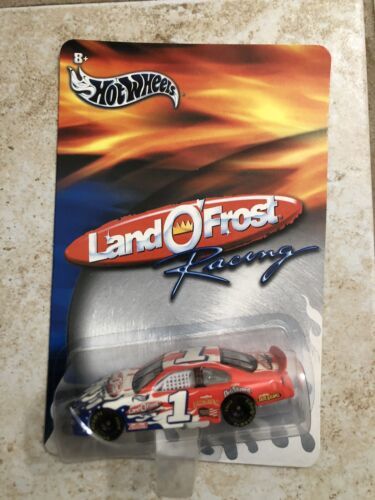 8+
Hot Wheels
Land O'Frost
Racing
1
1